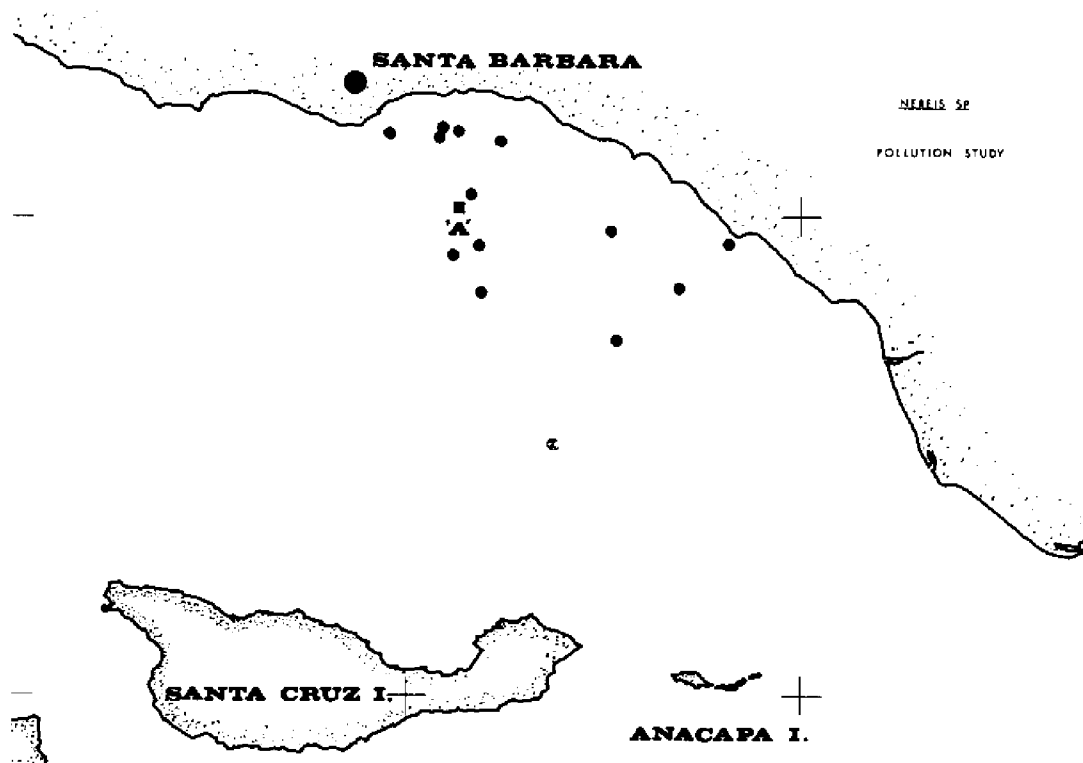 SANTA BARBARA
NEREIS SP
POLLUTION STUDY
'A'
SANTA CRUZ I.
ANACAPA I.